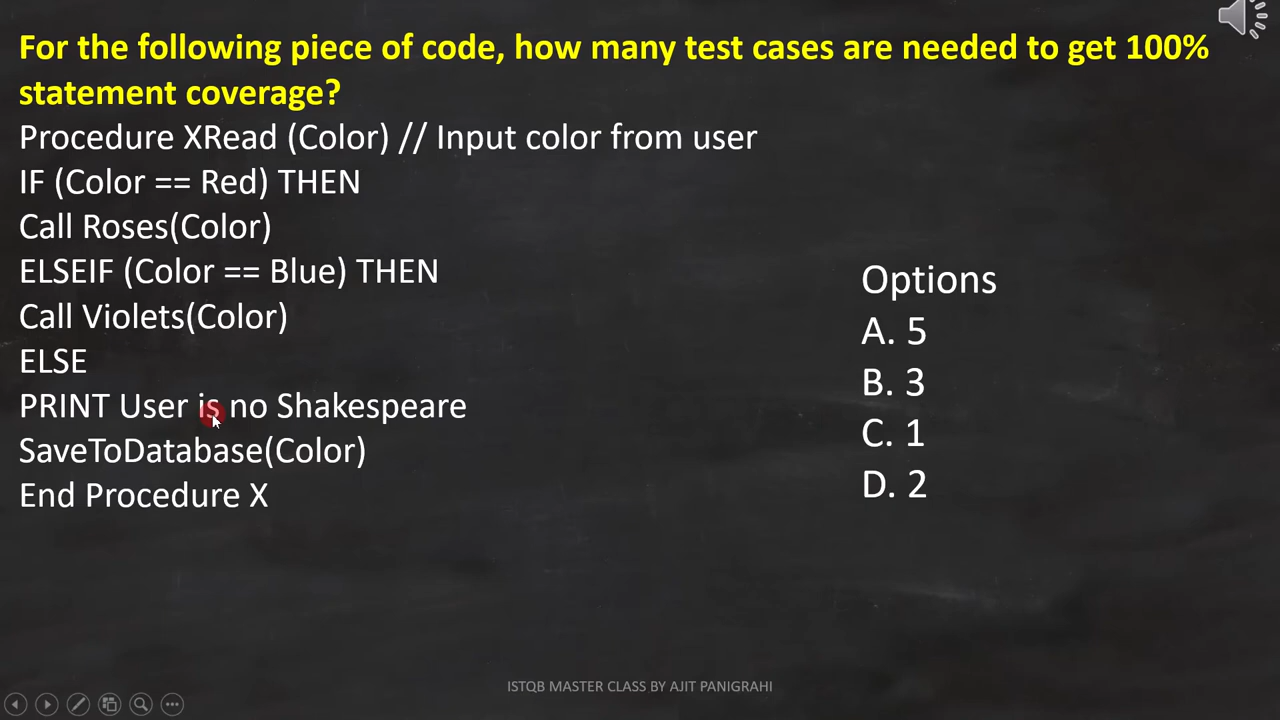 For the following piece of code, how many test cases are needed to get 100%
statement coverage?
Procedure XRead (Color) // Input color from user
IF (Color == Red) THEN
Call Roses(Color)
ELSEIF (Color == Blue) THEN
Call Violets(Color)
ELSE
PRINT User is no Shakespeare
SaveToDatabase(Color)
End Procedure X
Options
A. 5
B. 3
C. 1
D. 2
ISTQB MASTER CLASS BY AJIT PANIGRAHI